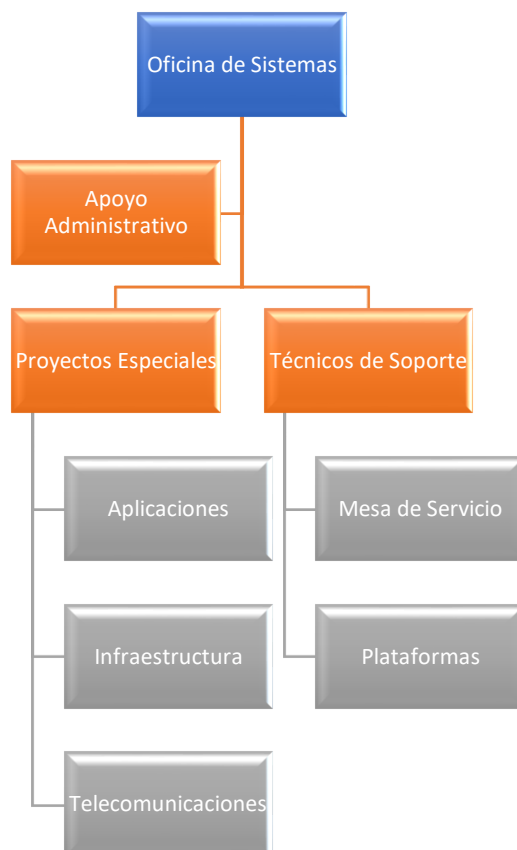 Oficina de Sistemas
Apoyo
Administrativo
Proyectos Especiales
Técnicos de Soporte
Aplicaciones
Mesa de Servicio
Infraestructura
Plataformas
Telecomunicaciones